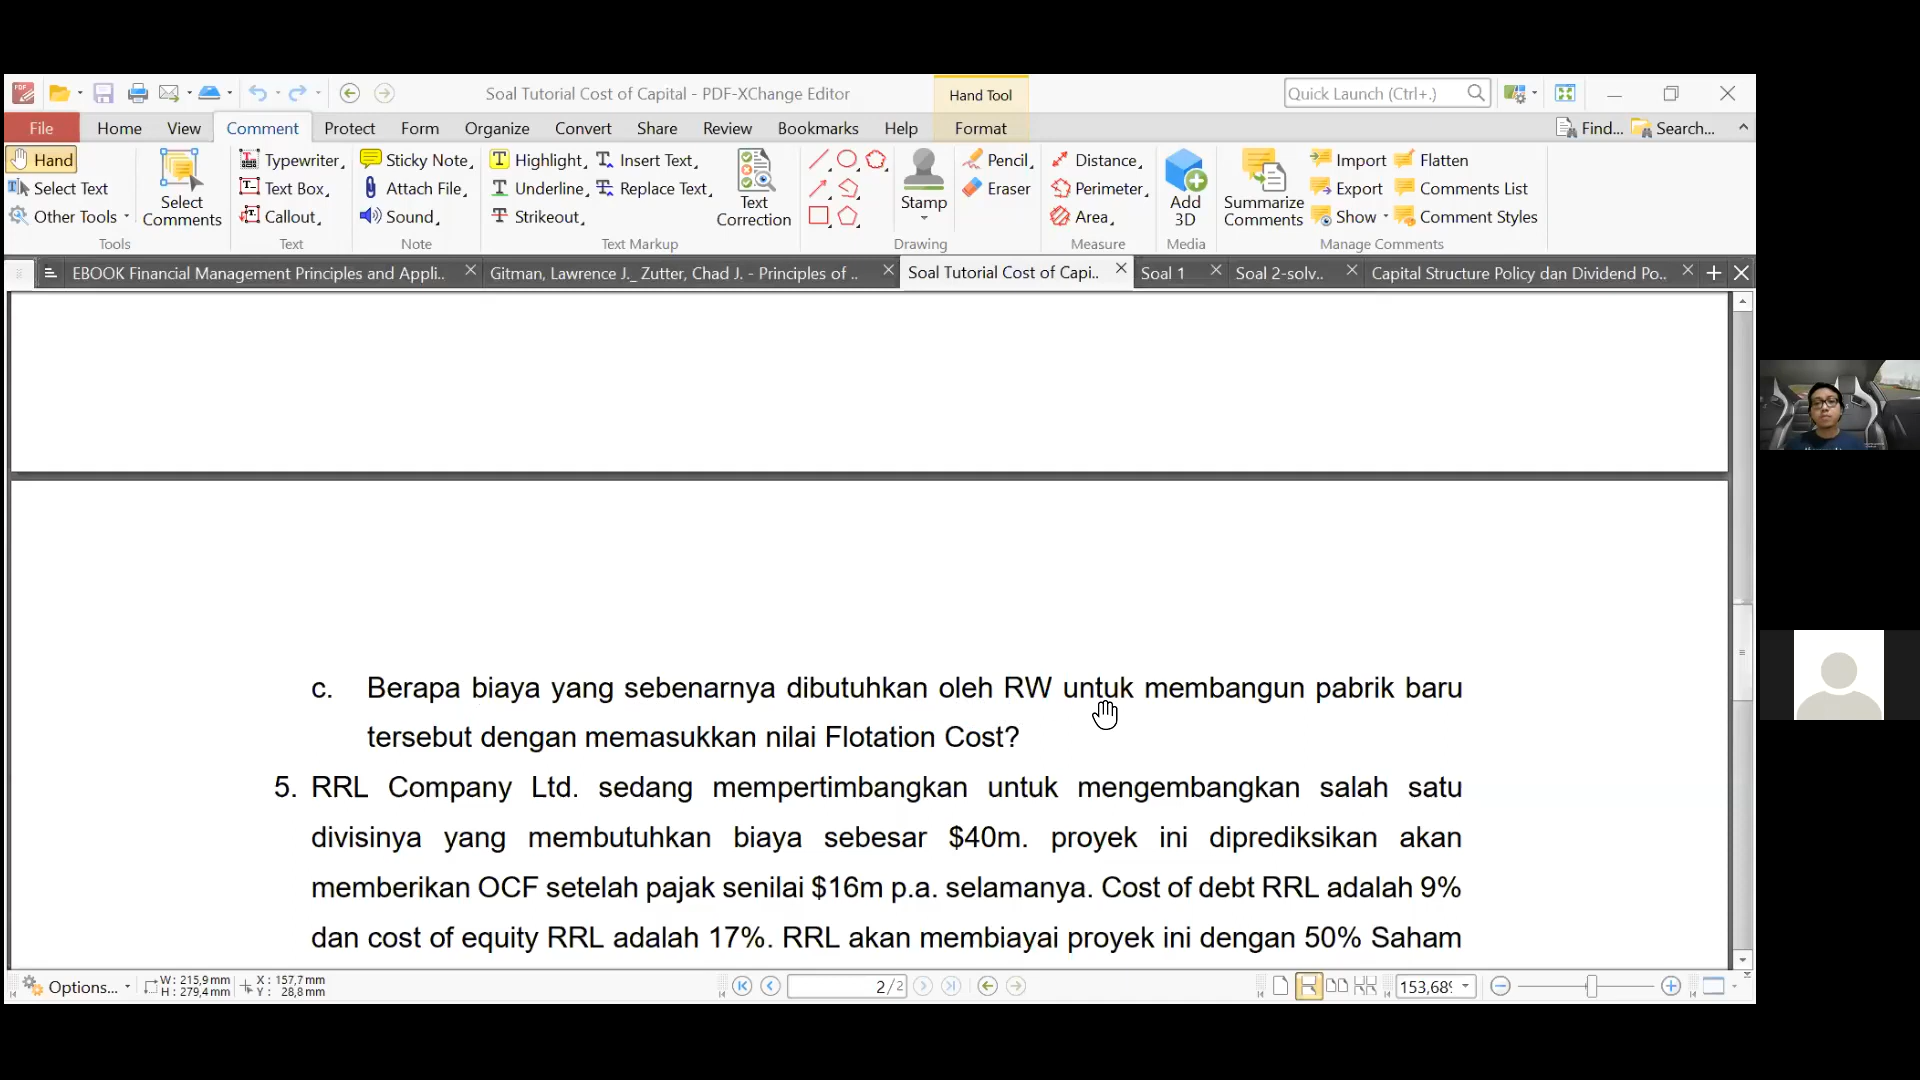 Soal Tutorial Cost of Capital - PDF-XChange Editor
Hand Tool
Quick Launch (Ctrl+.)
File Home View Comment Protect Form Organize Convert Share Review Bookmarks Help Format Find... Search...
Hand Typewriter Sticky Note Highlight Insert Text Pencil Distance Import Flatten
Select Text Text Box Attach File Underline Replace Text Eraser Perimeter Export Comments List
Other Tools Callout Sound Strikeout Area Show Comment Styles
Select Comments Text Correction Stamp Add 3D Summarize Comments
Tools Text Note Text Markup Drawing Measure Media Manage Comments
EBOOK Financial Management Principles and Appli.. Gitman, Lawrence J._ Zutter, Chad J. - Principles of .. Soal Tutorial Cost of Capi.. Soal 1 Soal 2-solv.. Capital Structure Policy dan Dividend Po..
c. Berapa biaya yang sebenarnya dibutuhkan oleh RW untuk membangun pabrik baru
tersebut dengan memasukkan nilai Flotation Cost?
5. RRL Company Ltd. sedang mempertimbangkan untuk mengembangkan salah satu
divisinya yang membutuhkan biaya sebesar $40m. proyek ini diprediksikan akan
memberikan OCF setelah pajak senilai $16m p.a. selamanya. Cost of debt RRL adalah 9%
dan cost of equity RRL adalah 17%. RRL akan membiayai proyek ini dengan 50% Saham
Options... W: 215,9mm X: 157,7mm 2/2 153,68%
H: 279,4mm Y: 28,8mm